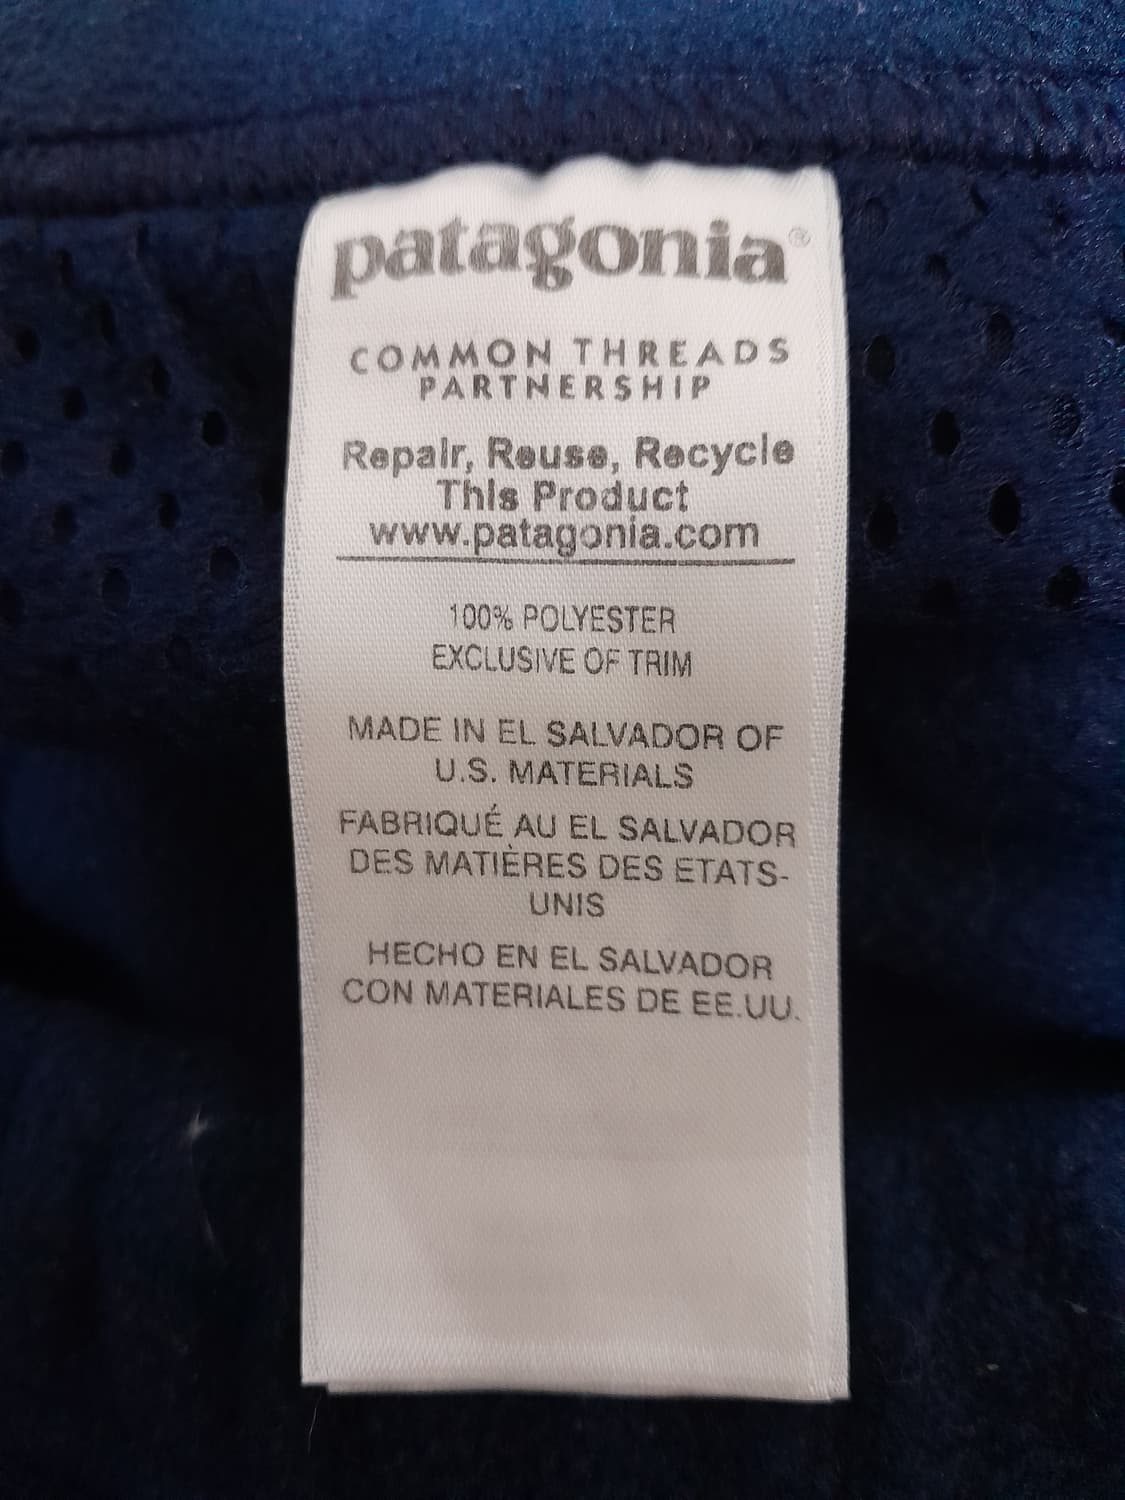 patagonia®
COMMON THREADS
PARTNERSHIP
Repair, Reuse, Recycle
This Product
www.patagonia.com
100% POLYESTER
EXCLUSIVE OF TRIM
MADE IN EL SALVADOR OF
U.S. MATERIALS
FABRIQUÉ AU EL SALVADOR
DES MATIÈRES DES ETATS-
UNIS
HECHO EN EL SALVADOR
CON MATERIALES DE EE.UU.